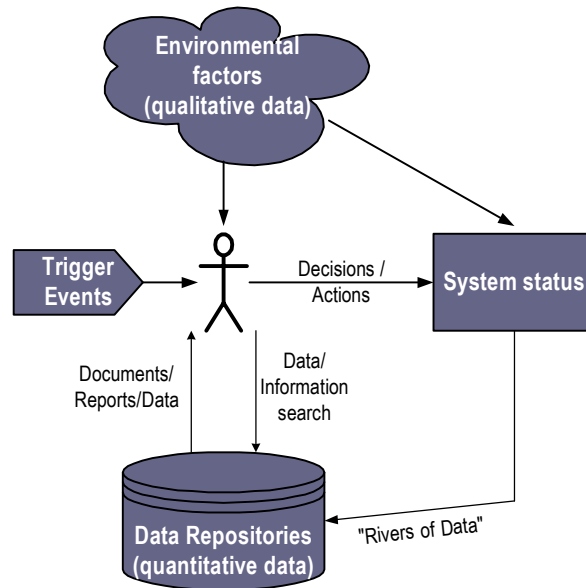 Environmental
factors
(qualitative data)
Trigger
Events
Decisions /
Actions
System status
Documents/
Reports/Data
Data/
Information
search
Data Repositories
(quantitative data)
"Rivers of Data"